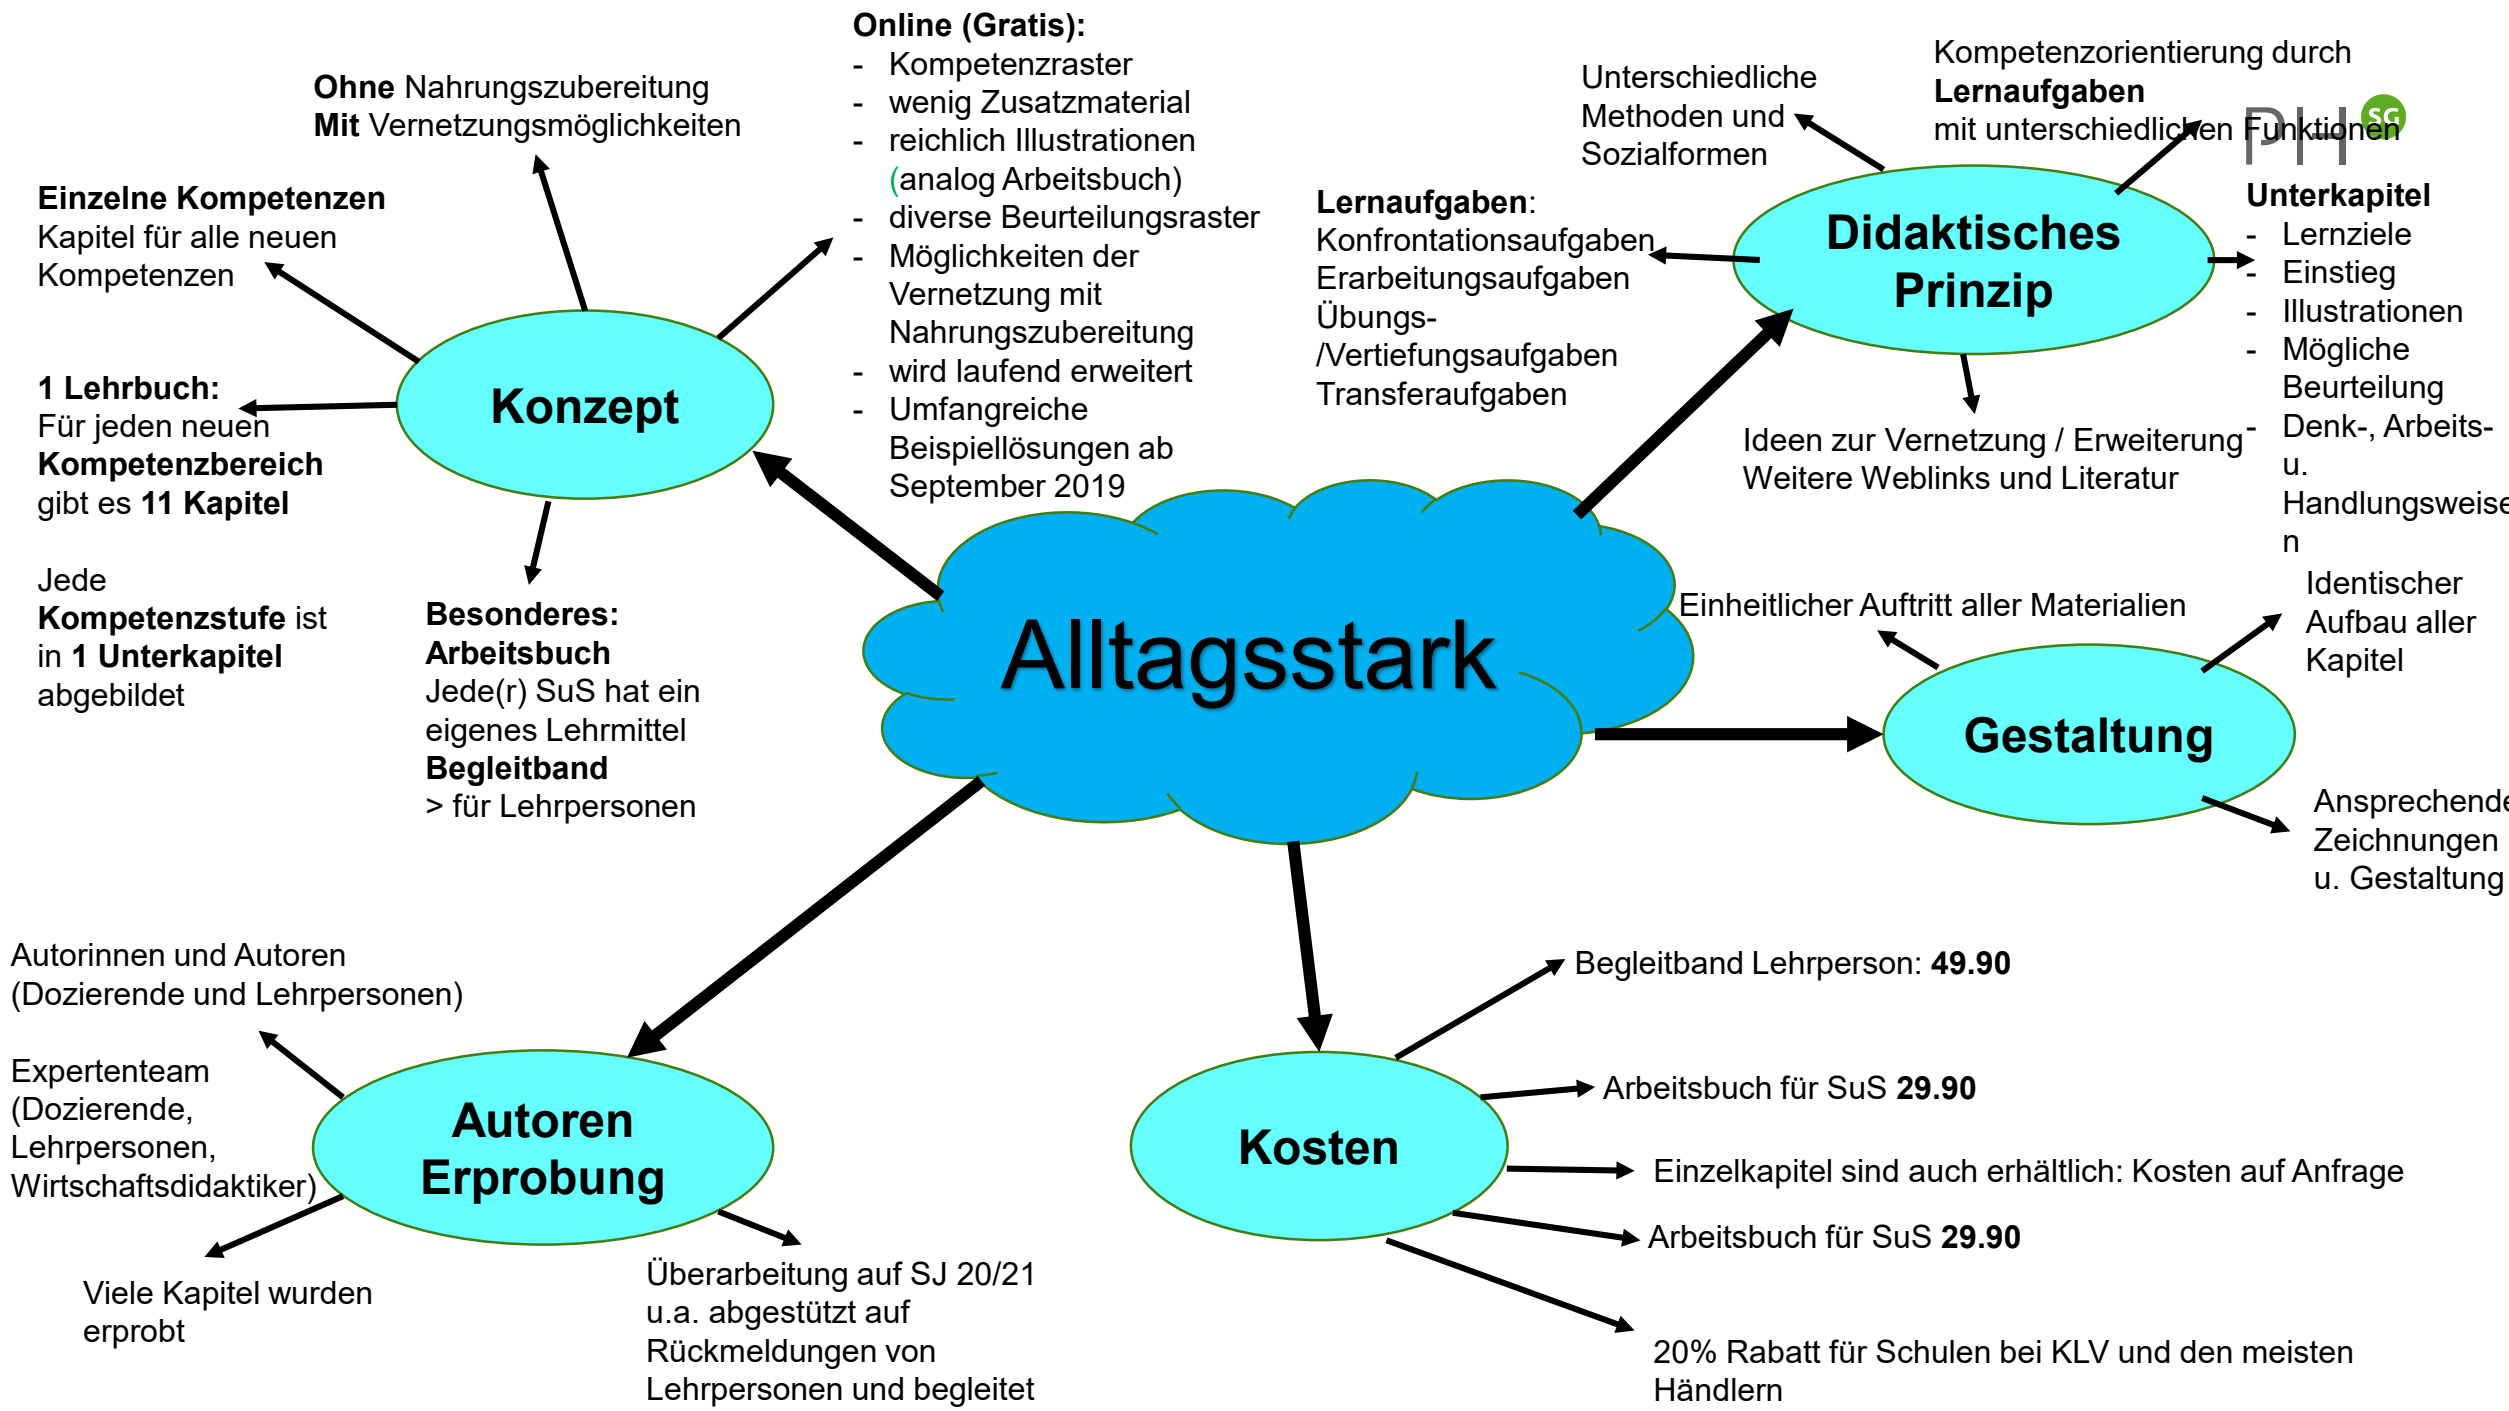 Online (Gratis):
- Kompetenzraster
- wenig Zusatzmaterial
- reichlich Illustrationen
(analog Arbeitsbuch)
- diverse Beurteilungsraster
- Möglichkeiten der
Vernetzung mit
Nahrungszubereitung
- wird laufend erweitert
- Umfangreiche
Beispiellösungen ab
September 2019
Ohne Nahrungszubereitung
Mit Vernetzungsmöglichkeiten
Einzelne Kompetenzen
Kapitel für alle neuen
Kompetenzen
1 Lehrbuch:
Für jeden neuen
Kompetenzbereich
gibt es 11 Kapitel
Jede
Kompetenzstufe ist
in 1 Unterkapitel
abgebildet
Konzept
Besonderes:
Arbeitsbuch
Jede(r) SuS hat ein
eigenes Lehrmittel
Begleitband
> für Lehrpersonen
Unterschiedliche
Methoden und
Sozialformen
Kompetenzorientierung durch
Lernaufgaben
mit unterschiedlichen Funktionen
PH SG
Lernaufgaben:
Konfrontationsaufgaben
Erarbeitungsaufgaben
Übungs-
/Vertiefungsaufgaben
Transferaufgaben
Didaktisches
Prinzip
Unterkapitel
- Lernziele
- Einstieg
- Illustrationen
- Mögliche
Beurteilung
- Denk-, Arbeits-
u.
Handlungsweise
n
Ideen zur Vernetzung / Erweiterung
Weitere Weblinks und Literatur
Alltagsstark
Einheitlicher Auftritt aller Materialien
Identischer
Aufbau aller
Kapitel
Gestaltung
Ansprechende
Zeichnungen
u. Gestaltung
Autorinnen und Autoren
(Dozierende und Lehrpersonen)
Expertenteam
(Dozierende,
Lehrpersonen,
Wirtschaftsdidaktiker)
Autoren
Erprobung
Viele Kapitel wurden
erprobt
Überarbeitung auf SJ 20/21
u.a. abgestützt auf
Rückmeldungen von
Lehrpersonen und begleitet
Kosten
Begleitband Lehrperson: 49.90
Arbeitsbuch für SuS 29.90
Einzelkapitel sind auch erhältlich: Kosten auf Anfrage
Arbeitsbuch für SuS 29.90
20% Rabatt für Schulen bei KLV und den meisten
Händlern